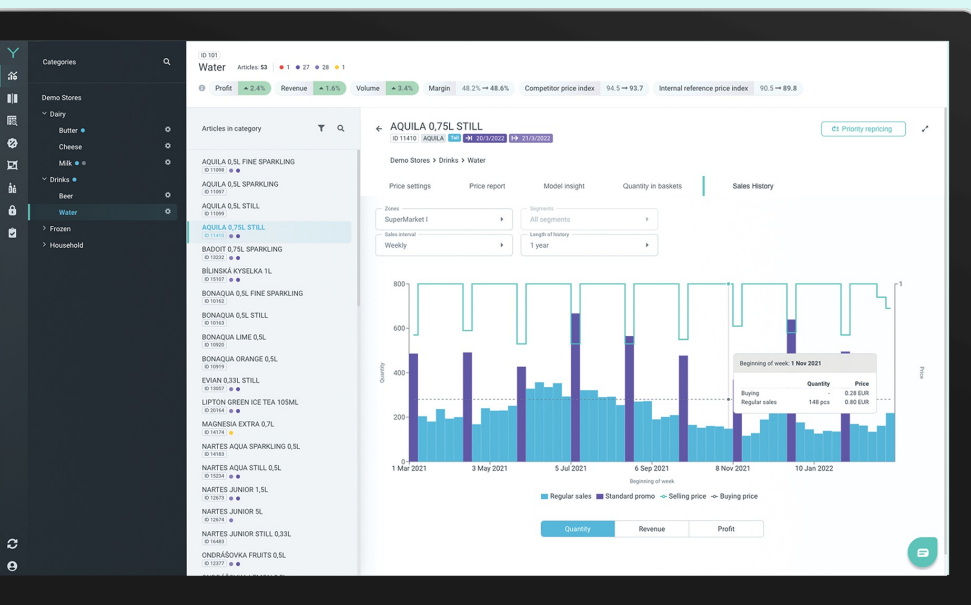 Categories
Demo Stores
Dairy
Butter
Cheese
Milk
Drinks
Beer
Water
Frozen
Household
ID 101
Water Articles: 53 1 27 28 1
Profit 2.4% Revenue 1.6% Volume 3.4% Margin 48.2% → 48.6% Competitor price index 94.5 → 93.7 Internal reference price index 90.5 → 89.8
Articles in category
AQUILA 0,5L FINE SPARKLING
ID 11098
AQUILA 0,5L SPARKLING
ID 11097
AQUILA 0,5L STILL
ID 11099
AQUILA 0,75L STILL
ID 11410
BADOIT 0,75L SPARKLING
ID 13232
BÍLINSKÁ KYSELKA 1L
ID 15107
BONAQUA 0,5L FINE SPARKLING
ID 10162
BONAQUA 0,5L STILL
ID 10163
BONAQUA LIME 0,5L
ID 10920
BONAQUA ORANGE 0,5L
ID 10919
EVIAN 0,33L STILL
ID 13057
LIPTON GREEN ICE TEA 105ML
ID 20164
MAGNESIA EXTRA 0,7L
ID 14174
NARTES AQUA SPARKLING 0,5L
ID 14183
NARTES AQUA STILL 0,5L
ID 15234
NARTES JUNIOR 1,5L
ID 12673
NARTES JUNIOR 5L
ID 12674
NARTES JUNIOR STILL 0,33L
ID 16483
ONDRÁŠOVKA FRUITS 0,5L
ID 12377
AQUILA 0,75L STILL
ID 11410 AQUILA Tail 20/3/2022 21/3/2022
Priority repricing
Demo Stores > Drinks > Water
Price settings Price report Model insight Quantity in baskets Sales History
Zones
SuperMarket I
Segments
All segments
Sales interval
Weekly
Length of history
1 year
800
600
400
200
0
Quantity
1
Price
Beginning of week: 1 Nov 2021
Quantity Price
Buying - 0.28 EUR
Regular sales 148 pcs 0.80 EUR
1 Mar 2021 3 May 2021 5 Jul 2021 6 Sep 2021 8 Nov 2021 10 Jan 2022
Beginning of week
Regular sales Standard promo Selling price Buying price
Quantity Revenue Profit